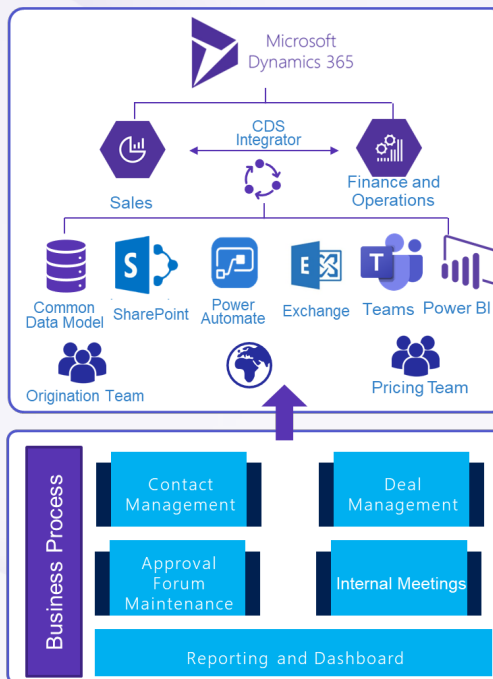 Microsoft
Dynamics 365
CDS
Integrator
Sales
Finance and
Operations
S
E
T
Common
Data Model
SharePoint
Power
Automate
Exchange
Teams
Power BI
Origination Team
Pricing Team
Business Process
Contact
Management
Deal
Management
Approval
Forum
Maintenance
Internal Meetings
Reporting and Dashboard